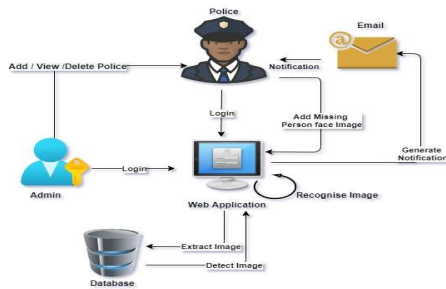 Police
Email
Add / View /Delete Police
Notification
Login
Add Missing
Person face Image
Generate
Notification
Login
Admin
Recognise Image
Web Application
Extract Image
Detect Image
Database